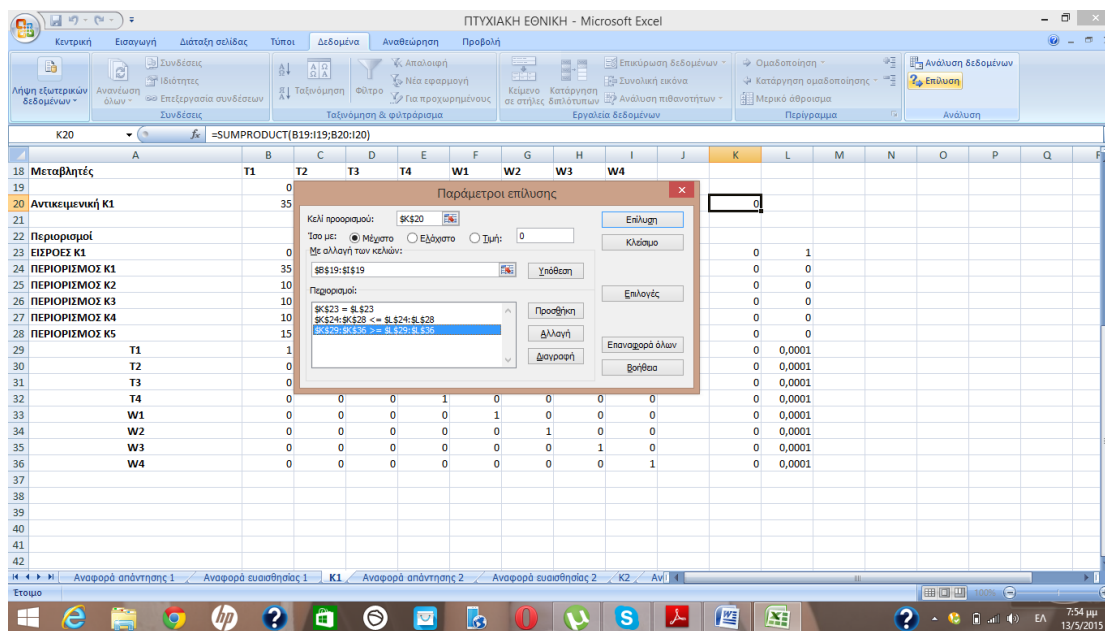 ΠΤΥΧΙΑΚΗ ΕΘΝΙΚΗ - Microsoft Excel
Κεντρική Εισαγωγή Διάταξη σελίδας Τύποι Δεδομένα Αναθεώρηση Προβολή
Λήψη εξωτερικών δεδομένων
Ανανέωση όλων
Συνδέσεις
Ιδιότητες
Επεξεργασία συνδέσεων
Συνδέσεις
Ταξινόμηση
Φίλτρο
Απαλοιφή
Νέα εφαρμογή
Για προχωρημένους
Ταξινόμηση & φιλτράρισμα
Κείμενο σε στήλες
Κατάργηση διπλότυπων
Επικύρωση δεδομένων
Συνολική εικόνα
Ανάλυση πιθανοτήτων
Εργαλεία δεδομένων
Ομαδοποίηση
Κατάργηση ομαδοποίησης
Μερικό άθροισμα
Περίγραμμα
Ανάλυση δεδομένων
Επίλυση
Ανάλυση
K20 fx =SUMPRODUCT(B19:I19;B20:I20)
A B C D E F G H I J K L M N O P Q
18 Μεταβλητές T1 T2 T3 T4 W1 W2 W3 W4
19 0
20 Αντικειμενική Κ1 35 0
21
22 Περιορισμοί
23 ΕΙΣΡΟΕΣ Κ1 0 0 1
24 ΠΕΡΙΟΡΙΣΜΟΣ Κ1 35 0 0
25 ΠΕΡΙΟΡΙΣΜΟΣ Κ2 10 0 0
26 ΠΕΡΙΟΡΙΣΜΟΣ Κ3 10 0 0
27 ΠΕΡΙΟΡΙΣΜΟΣ Κ4 10 0 0
28 ΠΕΡΙΟΡΙΣΜΟΣ Κ5 15 0 0
29 T1 1 0 0,0001
30 T2 0 0 0,0001
31 T3 0 0 0,0001
32 T4 0 0 0 1 0 0 0 0 0 0,0001
33 W1 0 0 0 0 1 0 0 0 0 0,0001
34 W2 0 0 0 0 0 1 0 0 0 0,0001
35 W3 0 0 0 0 0 0 1 0 0 0,0001
36 W4 0 0 0 0 0 0 0 1 0 0,0001
37
38
39
40
41
42
Παράμετροι επίλυσης
Κελί προορισμού: $K$20
Ίσο με: Μέγιστο Ελάχιστο Τιμή: 0
Με αλλαγή των κελιών:
$B$19:$I$19
Υπόθεση
Περιορισμοί:
$K$23 = $L$23
$K$24:$K$28 <= $L$24:$L$28
$K$29:$K$36 >= $L$29:$L$36
Προσθήκη
Αλλαγή
Διαγραφή
Επίλυση
Κλείσιμο
Επιλογές
Επαναφορά όλων
Βοήθεια
Αναφορά απάντησης 1 Αναφορά ευαισθησίας 1 K1 Αναφορά απάντησης 2 Αναφορά ευαισθησίας 2 K2 Αν
Έτοιμο 100%
ΕΛ
7:54 μμ
13/5/2015